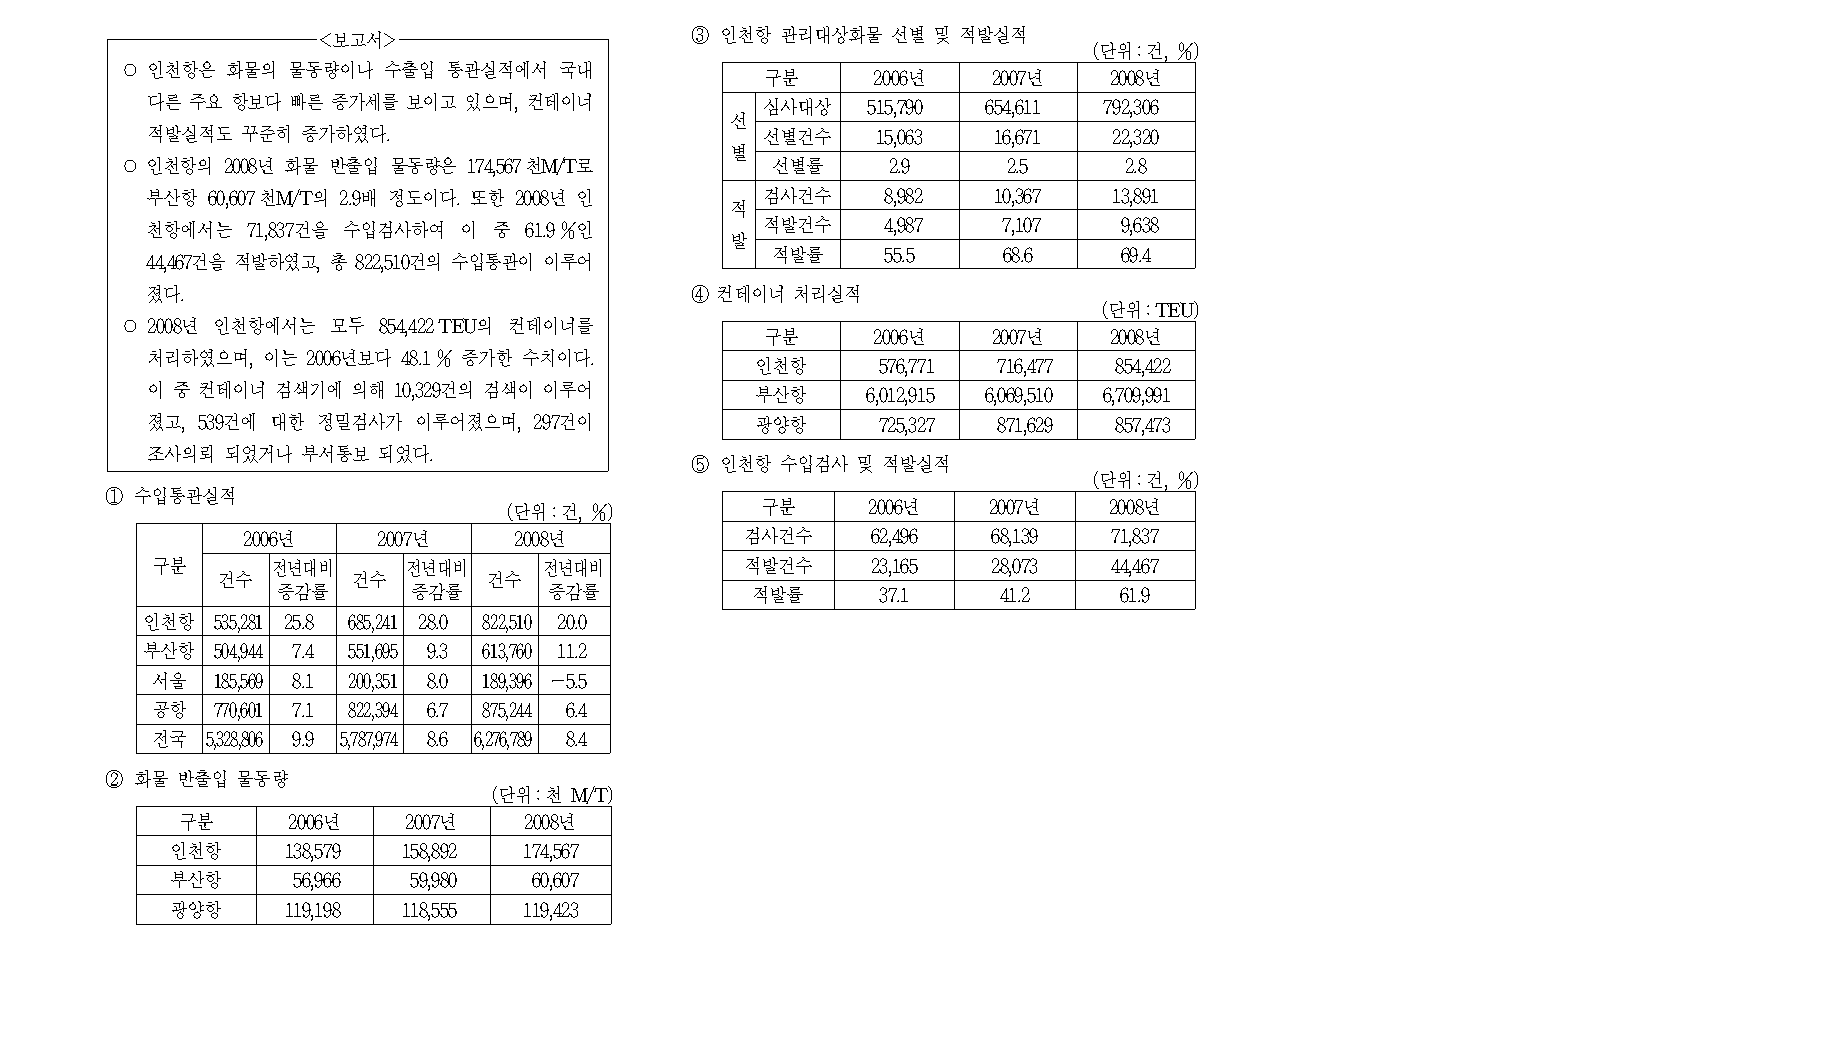 <보고서>
○ 인천항은 화물의 물동량이나 수출입 통관실적에서 국내
다른 주요 항보다 빠른 증가세를 보이고 있으며, 컨테이너
적발실적도 꾸준히 증가하였다.
○ 인천항의 2008년 화물 반출입 물동량은 174,567천M/T로
부산항 60,607천M/T의 2.9배 정도이다. 또한 2008년 인
천항에서는 71,837건을 수입검사하여 이 중 61.9%인
44,467건을 적발하였고, 총 822,510건의 수입통관이 이루어
졌다.
○ 2008년 인천항에서는 모두 854,422TEU의 컨테이너를
처리하였으며, 이는 2006년보다 48.1% 증가한 수치이다.
이 중 컨테이너 검색기에 의해 10,329건의 검색이 이루어
졌고, 539건에 대한 정밀검사가 이루어졌으며, 297건이
조사의뢰 되었거나 부서통보 되었다.
① 수입통관실적
(단위:건, %)
구분 2006년 2007년 2008년
건수 전년대비 증감률 건수 전년대비 증감률 건수 전년대비 증감률
인천항 535,281 25.8 685,241 28.0 822,510 20.0
부산항 504,944 7.4 551,695 9.3 613,760 11.2
서울 185,569 8.1 200,351 8.0 189,396 -5.5
공항 770,601 7.1 822,394 6.7 875,244 6.4
전국 5,328,806 9.9 5,787,974 8.6 6,276,789 8.4
② 화물 반출입 물동량
(단위:천 M/T)
구분 2006년 2007년 2008년
인천항 138,579 158,892 174,567
부산항 56,966 59,980 60,607
광양항 119,198 118,555 119,423
③ 인천항 관리대상화물 선별 및 적발실적
(단위:건, %)
구분 2006년 2007년 2008년
선별 심사대상 515,790 654,611 792,306
선별건수 15,063 16,671 22,320
선별률 2.9 2.5 2.8
적발 검사건수 8,982 10,367 13,891
적발건수 4,987 7,107 9,638
적발률 55.5 68.6 69.4
④ 컨테이너 처리실적
(단위:TEU)
구분 2006년 2007년 2008년
인천항 576,771 716,477 854,422
부산항 6,012,915 6,069,510 6,709,991
광양항 725,327 871,629 857,473
⑤ 인천항 수입검사 및 적발실적
(단위:건, %)
구분 2006년 2007년 2008년
검사건수 62,496 68,139 71,837
적발건수 23,165 28,073 44,467
적발률 37.1 41.2 61.9